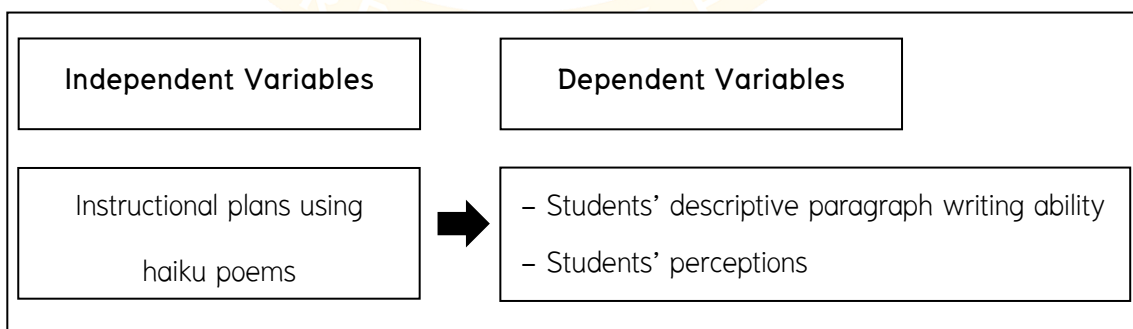 Independent Variables
Dependent Variables
Instructional plans using
haiku poems
– Students’ descriptive paragraph writing ability
– Students’ perceptions